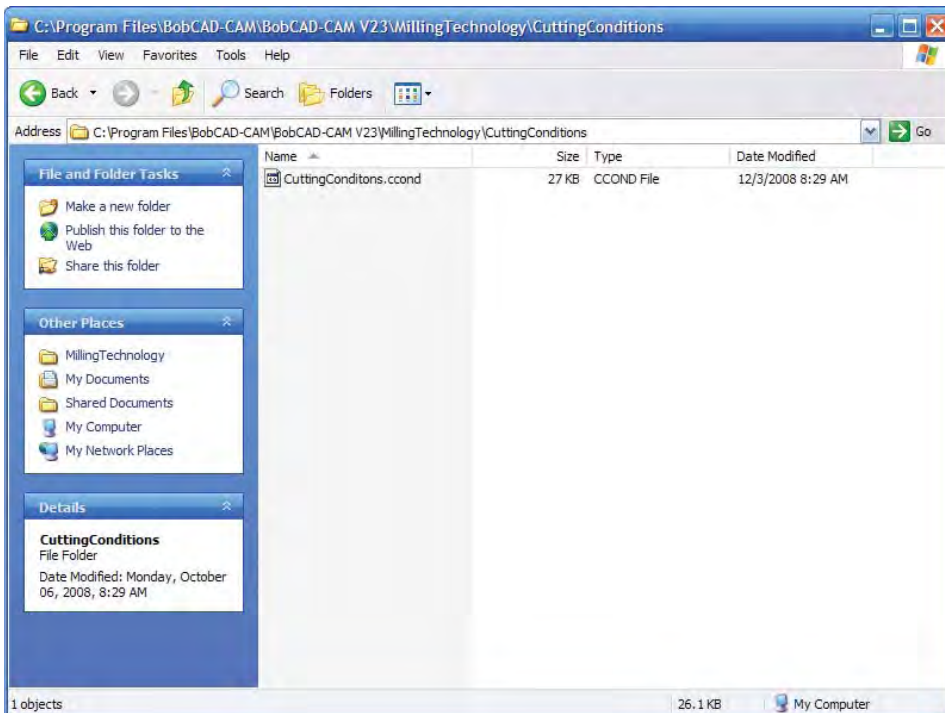 C:\Program Files\BobCAD-CAM\BobCAD-CAM V23\MillingTechnology\CuttingConditions
File Edit View Favorites Tools Help
Back Search Folders
Address C:\Program Files\BobCAD-CAM\BobCAD-CAM V23\MillingTechnology\CuttingConditions Go
Name Size Type Date Modified
CuttingConditons.ccond 27 KB CCOND File 12/3/2008 8:29 AM
File and Folder Tasks
Make a new folder
Publish this folder to the
Web
Share this folder
Other Places
MillingTechnology
My Documents
Shared Documents
My Computer
My Network Places
Details
CuttingConditions
File Folder
Date Modified: Monday, October
06, 2008, 8:29 AM
1 objects 26.1 KB My Computer